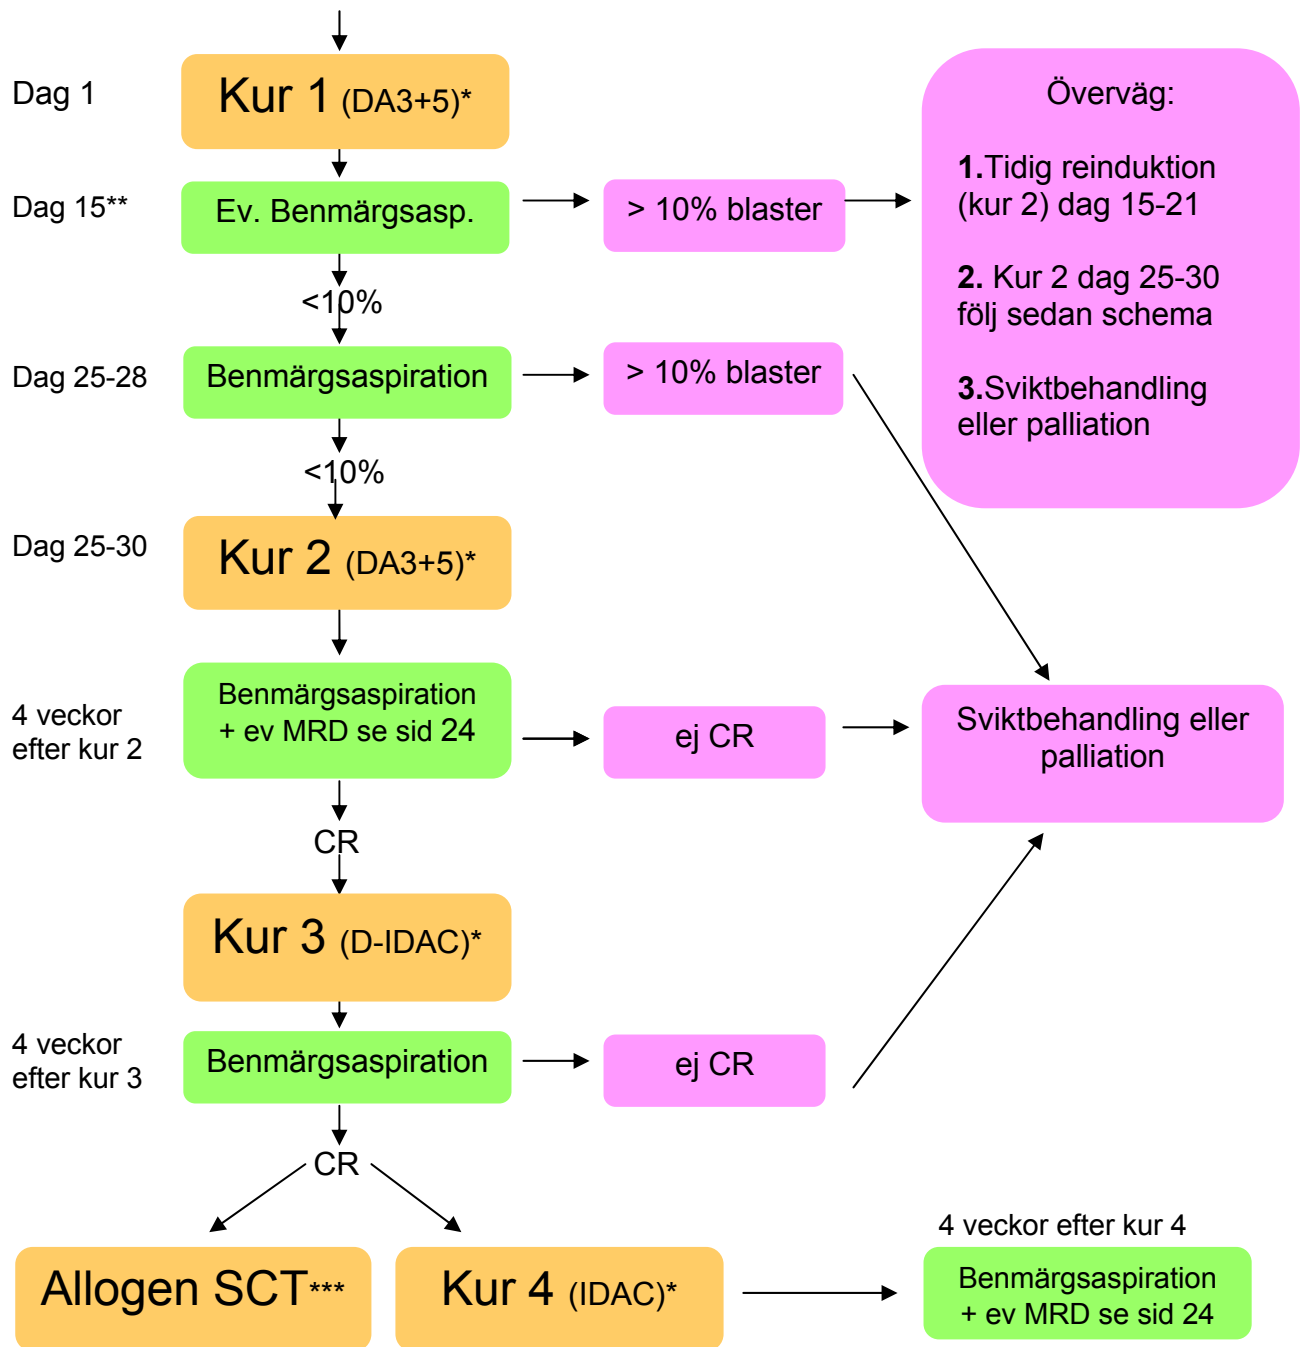 Dag 1
Kur 1 (DA3+5)*
Överväg:
1.Tidig reinduktion
(kur 2) dag 15-21
2. Kur 2 dag 25-30
följ sedan schema
3.Sviktbehandling
eller palliation
Dag 15**
Ev. Benmärgsasp.
> 10% blaster
<10%
Dag 25-28
Benmärgsaspiration
> 10% blaster
<10%
Dag 25-30
Kur 2 (DA3+5)*
4 veckor
efter kur 2
Benmärgsaspiration
+ ev MRD se sid 24
ej CR
Sviktbehandling eller
palliation
CR
Kur 3 (D-IDAC)*
4 veckor
efter kur 3
Benmärgsaspiration
ej CR
CR
Allogen SCT***
Kur 4 (IDAC)*
4 veckor efter kur 4
Benmärgsaspiration
+ ev MRD se sid 24